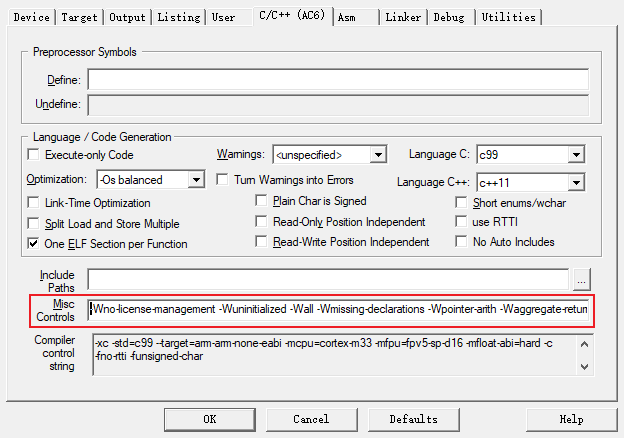 Device Target Output Listing User C/C++ (AC6) Asm Linker Debug Utilities
Preprocessor Symbols
Define:
Undefine:
Language / Code Generation
Execute-only Code Warnings: <unspecified> Language C: c99
Optimization: -Os balanced Turn Warnings into Errors Language C++: c++11
Link-Time Optimization Plain Char is Signed Short enums/wchar
Split Load and Store Multiple Read-Only Position Independent use RTTI
One ELF Section per Function Read-Write Position Independent No Auto Includes
Include Paths ...
Misc Controls -Wno-license-management -Wuninitialized -Wall -Wmissing-declarations -Wpointer-arith -Waggregate-return
Compiler control string -xc -std=c99 --target=arm-arm-none-eabi -mcpu=cortex-m33 -mfpu=fpv5-sp-d16 -mfloat-abi=hard -c
-fno-rtti -funsigned-char
OK Cancel Defaults Help